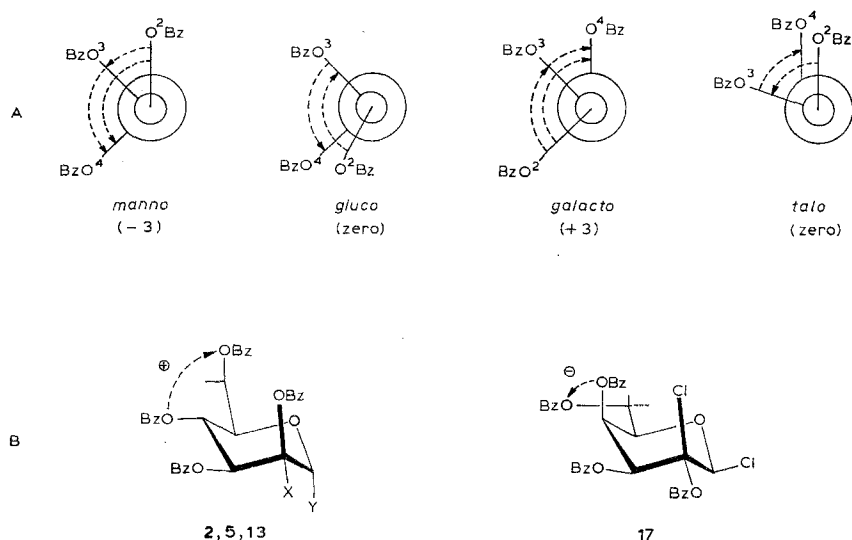 O²Bz
BzO³
BzO⁴
manno
(-3)
BzO³
BzO⁴
O²Bz
gluco
(zero)
O⁴Bz
BzO³
BzO²
galacto
(+3)
BzO⁴
O²Bz
BzO³
talo
(zero)
A
B
⊕
OBz
OBz
BzO
O
BzO
X
Y
2, 5, 13
⊖
OBz
Cl
BzO
O
BzO
Cl
BzO
17